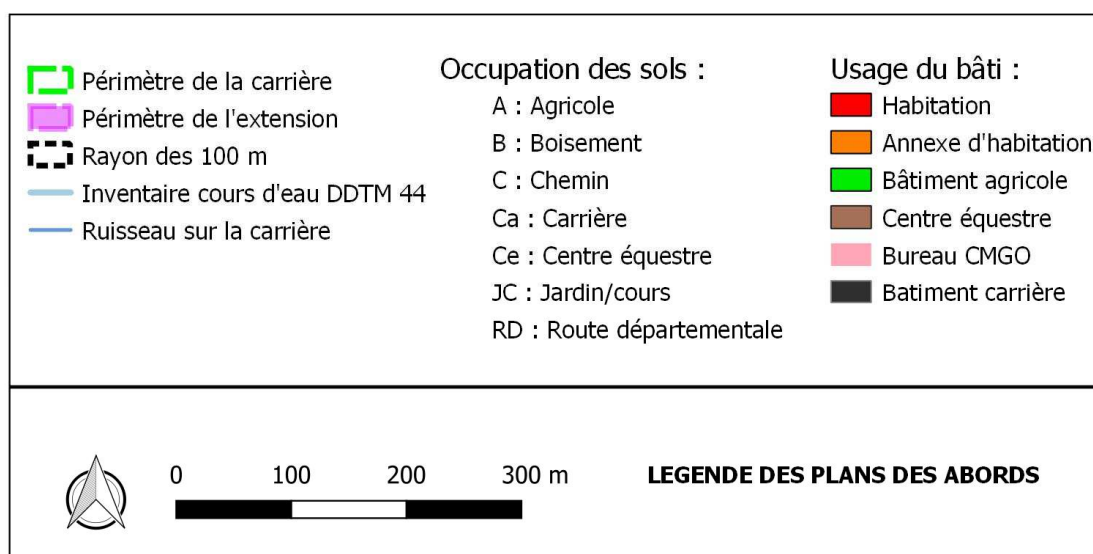 Périmètre de la carrière
Périmètre de l'extension
Rayon des 100 m
Inventaire cours d'eau DDTM 44
Ruisseau sur la carrière
Occupation des sols :
A : Agricole
B : Boisement
C : Chemin
Ca : Carrière
Ce : Centre équestre
JC : Jardin/cours
RD : Route départementale
Usage du bâti :
Habitation
Annexe d'habitation
Bâtiment agricole
Centre équestre
Bureau CMGO
Batiment carrière
0 100 200 300 m
LEGENDE DES PLANS DES ABORDS